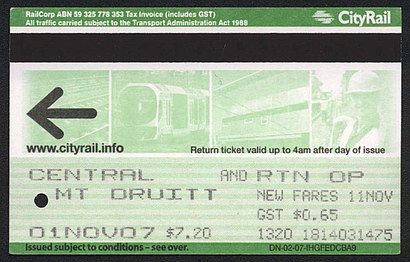 RailCorp ABN 59 325 778 353 Tax Invoice (includes GST)
All traffic carried subject to the Transport Administration Act 1988
CityRail
www.cityrail.info
Return ticket valid up to 4am after day of issue
CENTRAL AND RTN OP
MT DRUITT NEW FARES 11NOV
GST $0.65
01NOV07 $7.20 1320 1814031475
Issued subject to conditions – see over. DN-02-07-IHGFEDCBA9